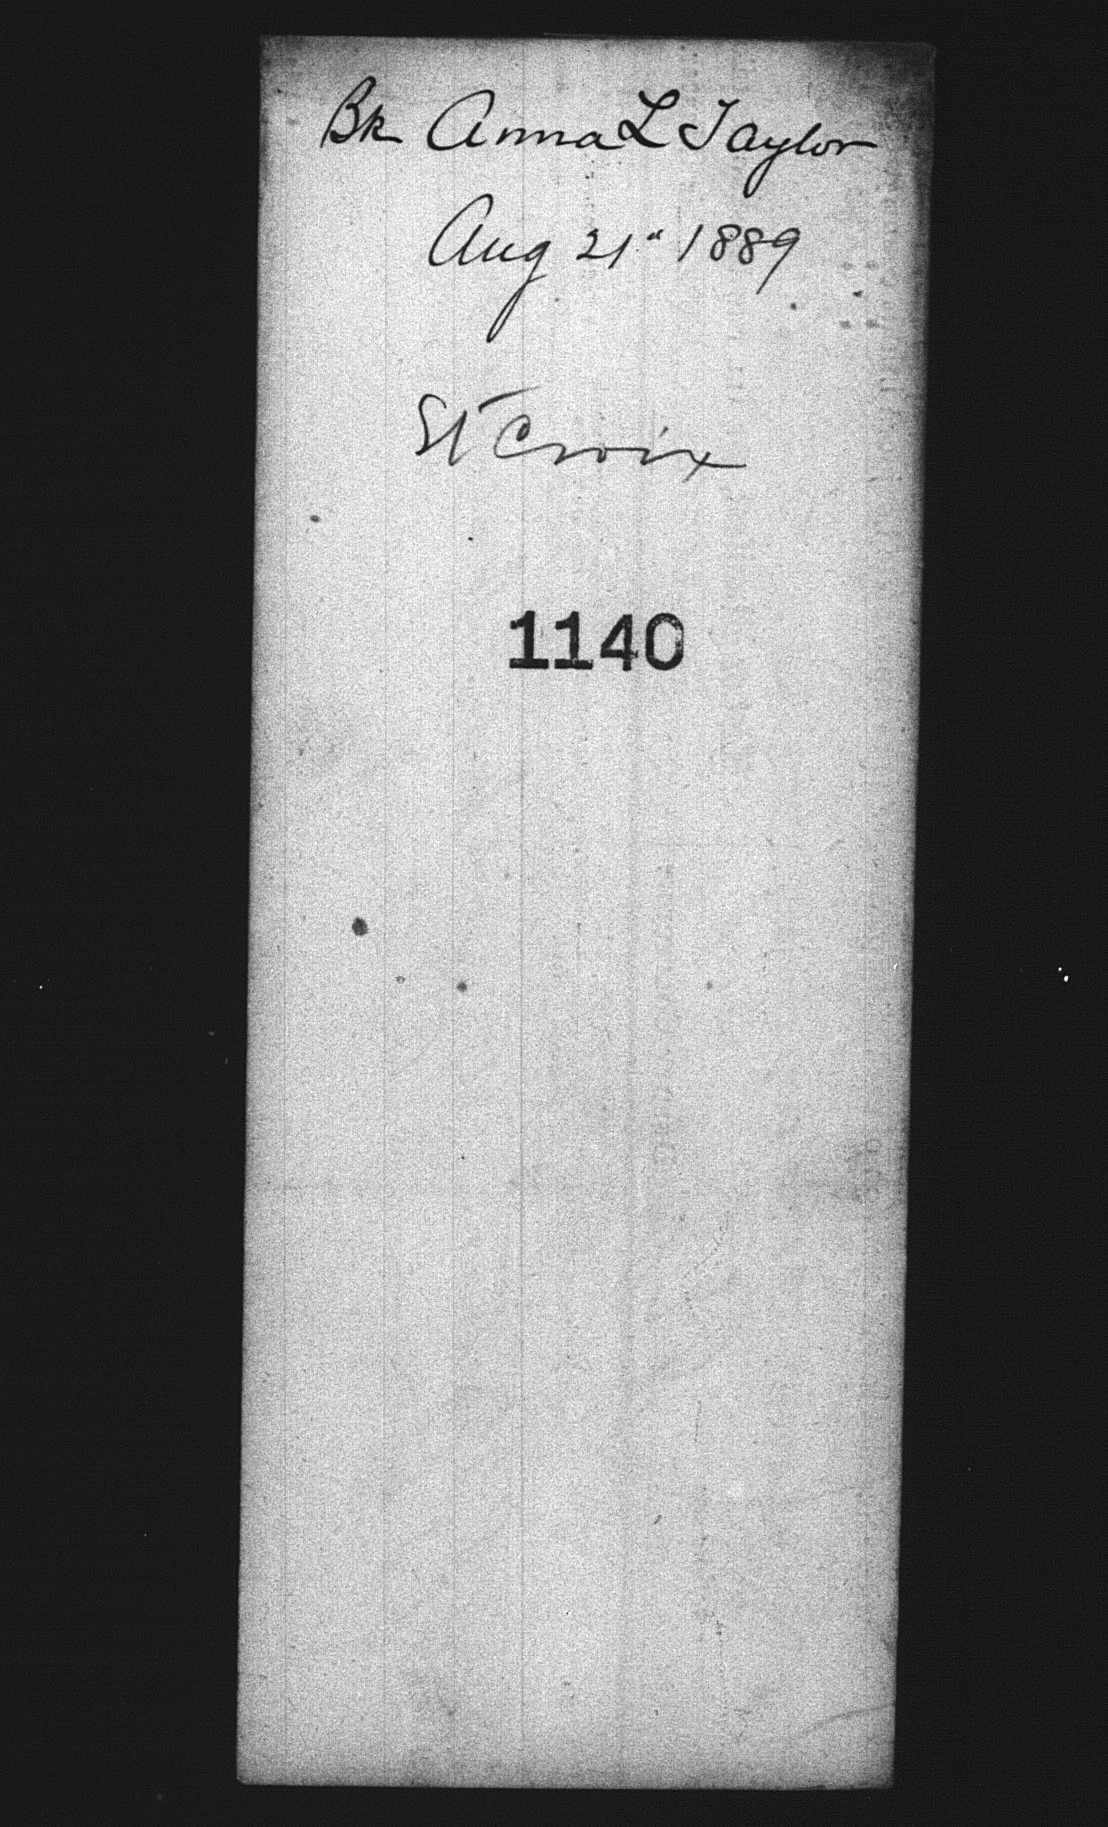 Bk Anna L Taylor
Aug 21" 1889
St Croix
1140